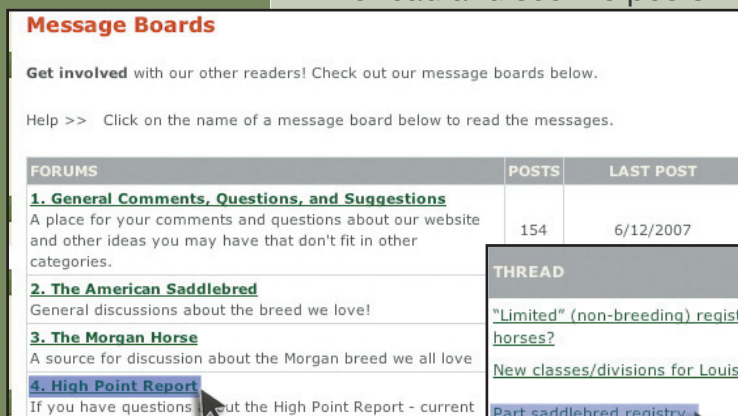 Message Boards
Get involved with our other readers! Check out our message boards below.
Help >> Click on the name of a message board below to read the messages.
FORUMS POSTS LAST POST
1. General Comments, Questions, and Suggestions
A place for your comments and questions about our website
and other ideas you may have that don't fit in other
categories.
154 6/12/2007
2. The American Saddlebred
General discussions about the breed we love!
3. The Morgan Horse
A source for discussion about the Morgan breed we all love
4. High Point Report
If you have questions about the High Point Report - current
THREAD
"Limited" (non-breeding) regist
horses?
New classes/divisions for Louis
Part saddlebred registry